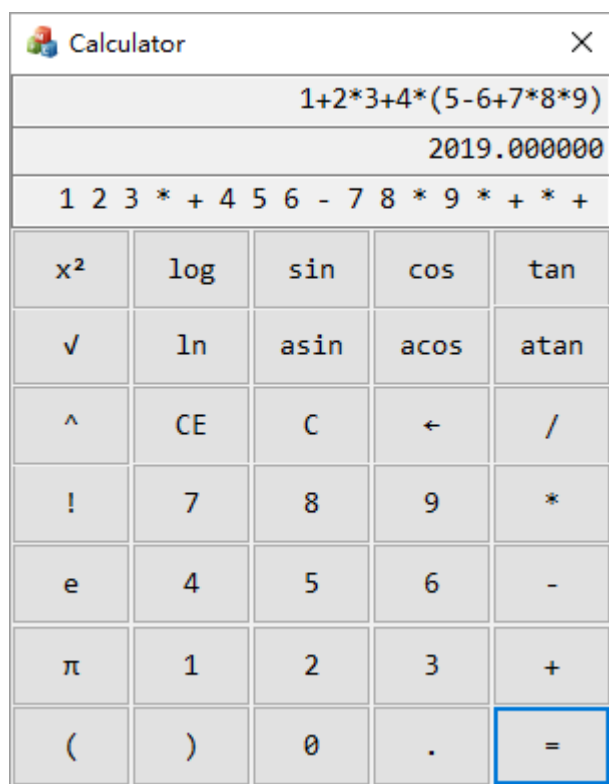 Calculator
1+2*3+4*(5-6+7*8*9)
2019.000000
1 2 3 * + 4 5 6 - 7 8 * 9 * + * +
x² log sin cos tan
√ ln asin acos atan
^ CE C ← /
! 7 8 9 *
e 4 5 6 -
π 1 2 3 +
( ) 0 . =